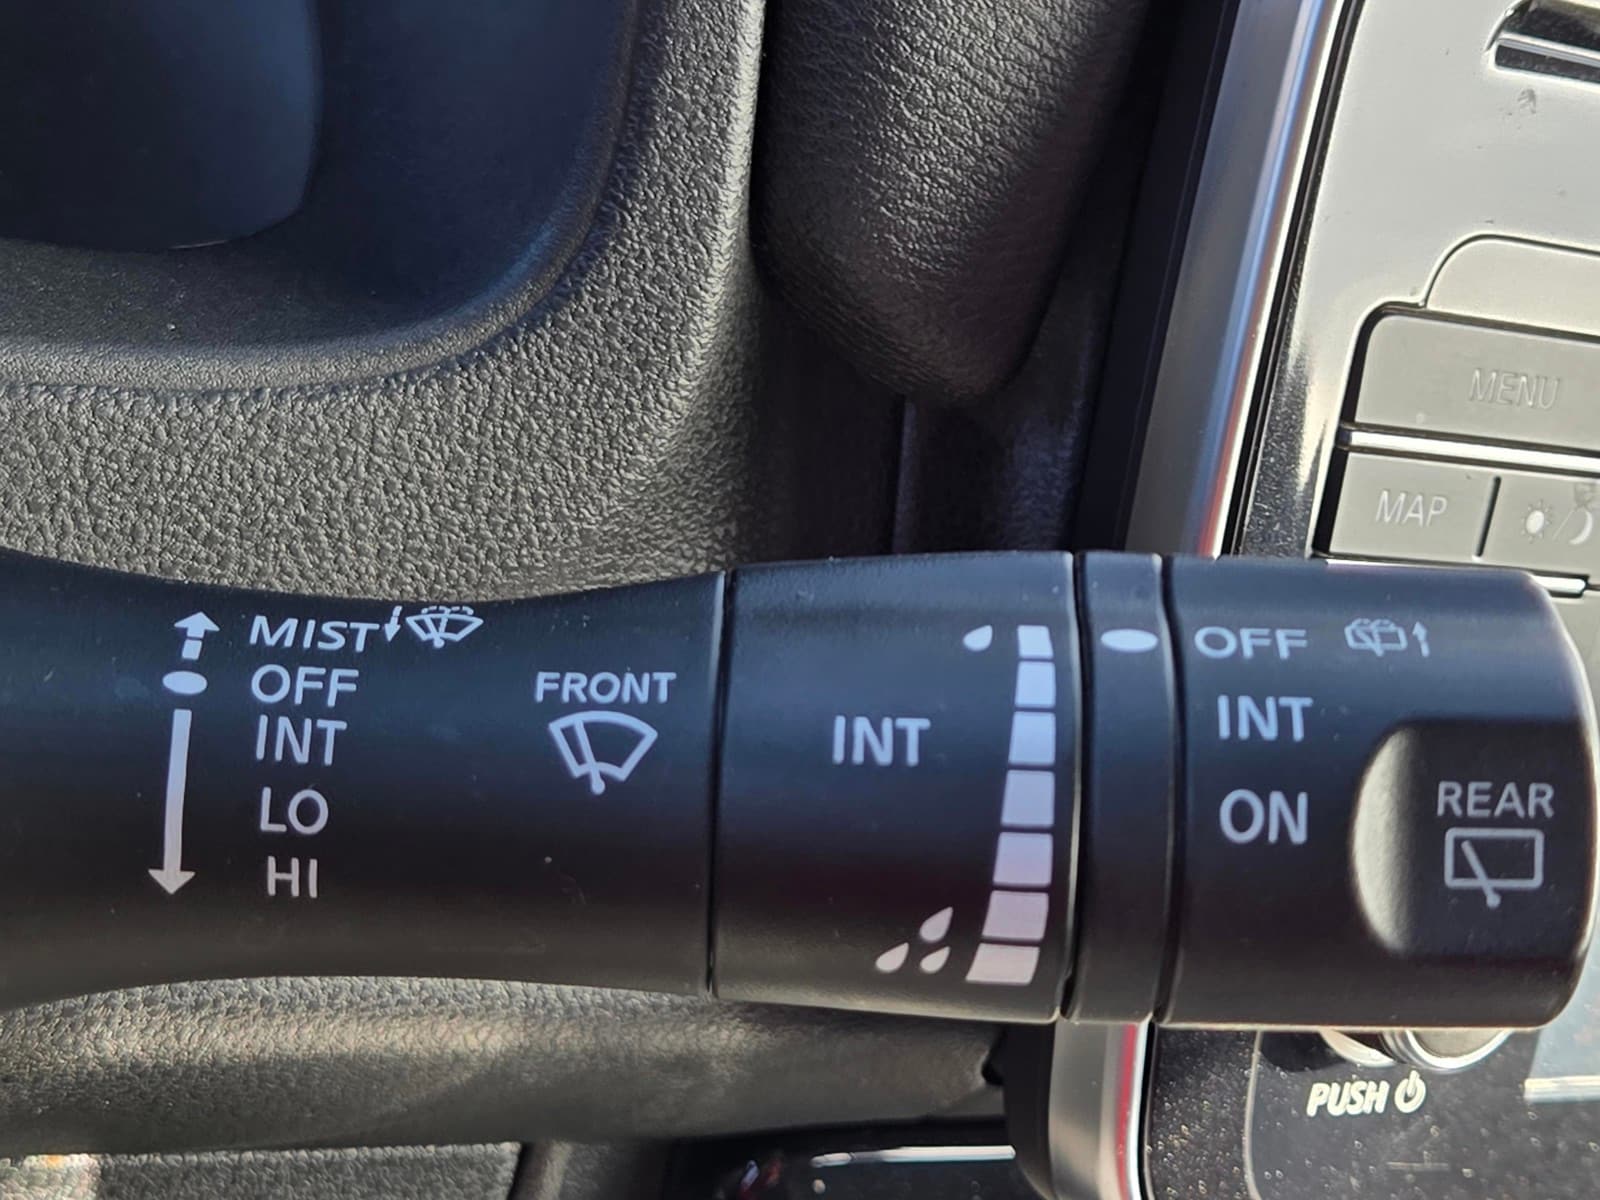 MENU
MAP
MIST
OFF
INT
LO
HI
FRONT
INT
OFF
INT
ON
REAR
PUSH